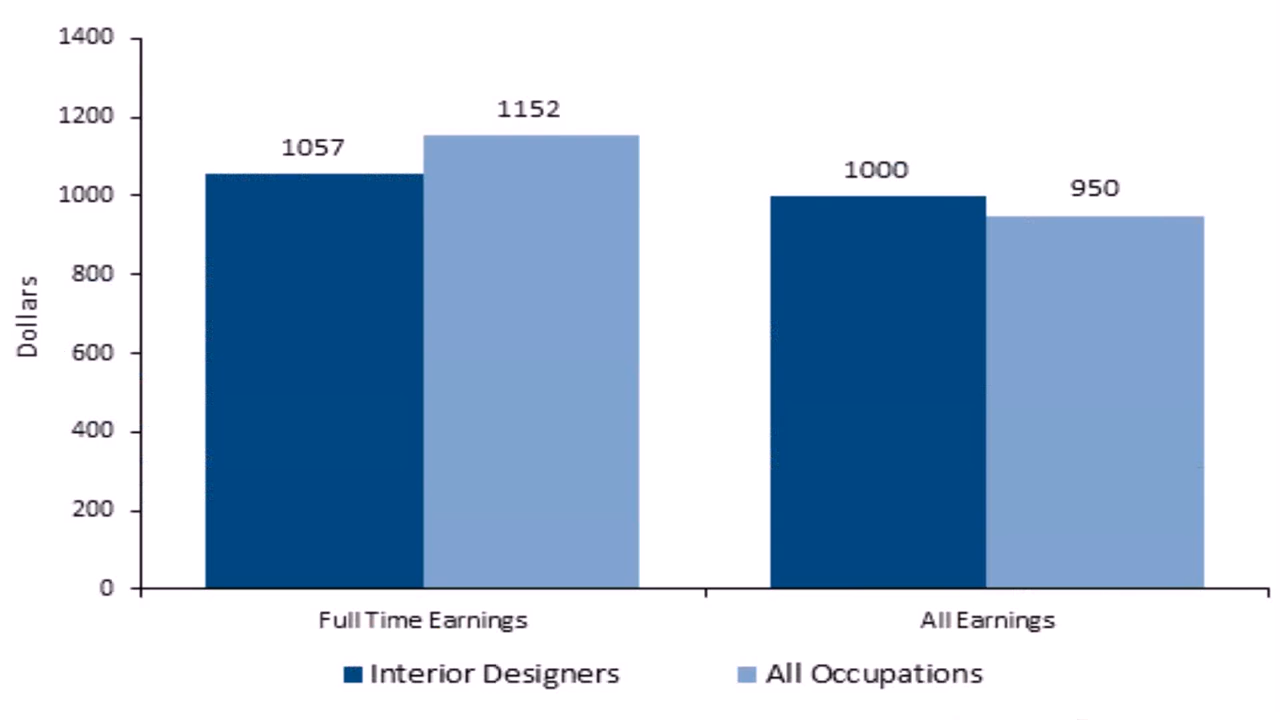 1400
1200
1000
800
600
400
200
0
Dollars
1057
1152
1000
950
Full Time Earnings
All Earnings
Interior Designers
All Occupations